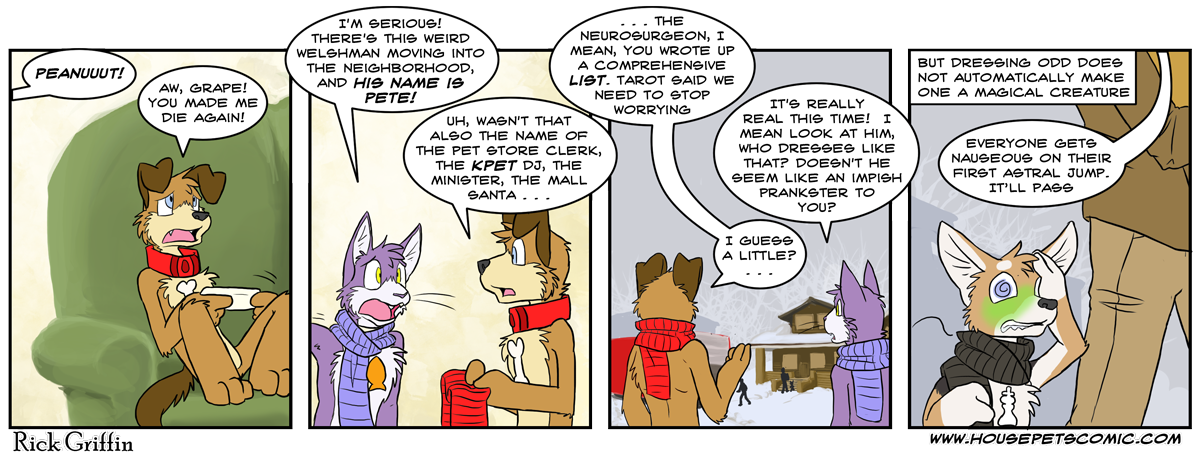 PEANUUUT!
AW, GRAPE!
YOU MADE ME
DIE AGAIN!
I'M SERIOUS!
THERE'S THIS WEIRD
WELSHMAN MOVING INTO
THE NEIGHBORHOOD,
AND HIS NAME IS
PETE!
UH, WASN'T THAT
ALSO THE NAME OF
THE PET STORE CLERK,
THE KPET DJ, THE
MINISTER, THE MALL
SANTA . . .
. . . THE
NEUROSURGEON, I
MEAN, YOU WROTE UP
A COMPREHENSIVE
LIST. TAROT SAID WE
NEED TO STOP
WORRYING
IT'S REALLY
REAL THIS TIME! I
MEAN LOOK AT HIM,
WHO DRESSES LIKE
THAT? DOESN'T HE
SEEM LIKE AN IMPISH
PRANKSTER TO
YOU?
I GUESS
A LITTLE?
. . .
BUT DRESSING ODD DOES
NOT AUTOMATICALLY MAKE
ONE A MAGICAL CREATURE
EVERYONE GETS
NAUSEOUS ON THEIR
FIRST ASTRAL JUMP.
IT'LL PASS
Rick Griffin
WWW.HOUSEPETSCOMIC.COM